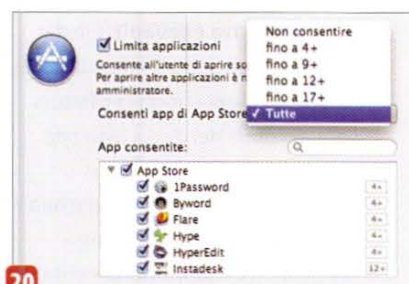 Non consentire
fino a 4+
fino a 9+
fino a 12+
fino a 17+
✓ Tutte
Limita applicazioni
Consente all'utente di aprire so
Per aprire altre applicazioni è n
amministratore.
Consenti app di App Store
App consentite:
App Store
1Password 4+
Byword 4+
Flare 4+
Hype 4+
HyperEdit 4+
Instadesk 12+
20